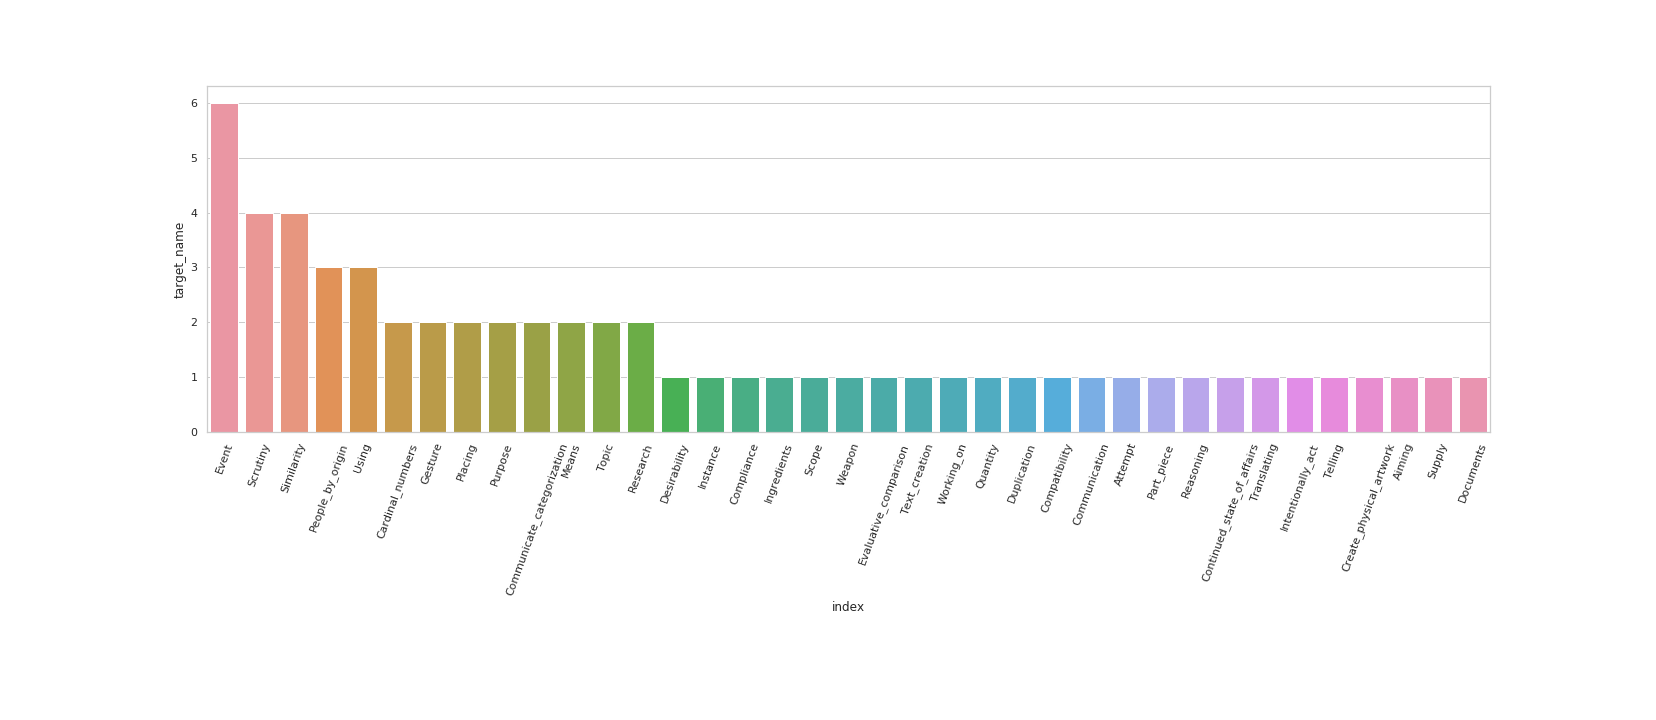 6
5
4
3
2
1
0
target_name
Event
Scrutiny
Similarity
People_by_origin
Using
Cardinal_numbers
Gesture
Placing
Purpose
Communicate_categorization
Means
Topic
Research
Desirability
Instance
Compliance
Ingredients
Scope
Weapon
Evaluative_comparison
Text_creation
Working_on
Quantity
Duplication
Compatibility
Communication
Attempt
Part_piece
Reasoning
Continued_state_of_affairs
Translating
Intentionally_act
Telling
Create_physical_artwork
Aiming
Supply
Documents
index